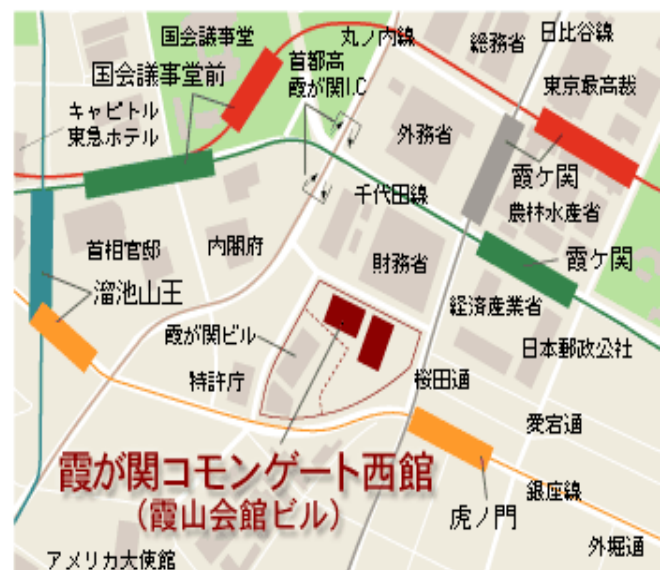 国会議事堂
丸ノ内線
総務省
日比谷線
国会議事堂前
首都高
霞が関I.C
東京最高裁
キャピトル
東急ホテル
外務省
霞ケ関
千代田線
農林水産省
首相官邸
内閣府
財務省
霞ケ関
溜池山王
経済産業省
霞が関ビル
日本郵政公社
特許庁
桜田通
愛宕通
霞が関コモンゲート西館
(霞山会館ビル)
銀座線
虎ノ門
外堀通
アメリカ大使館